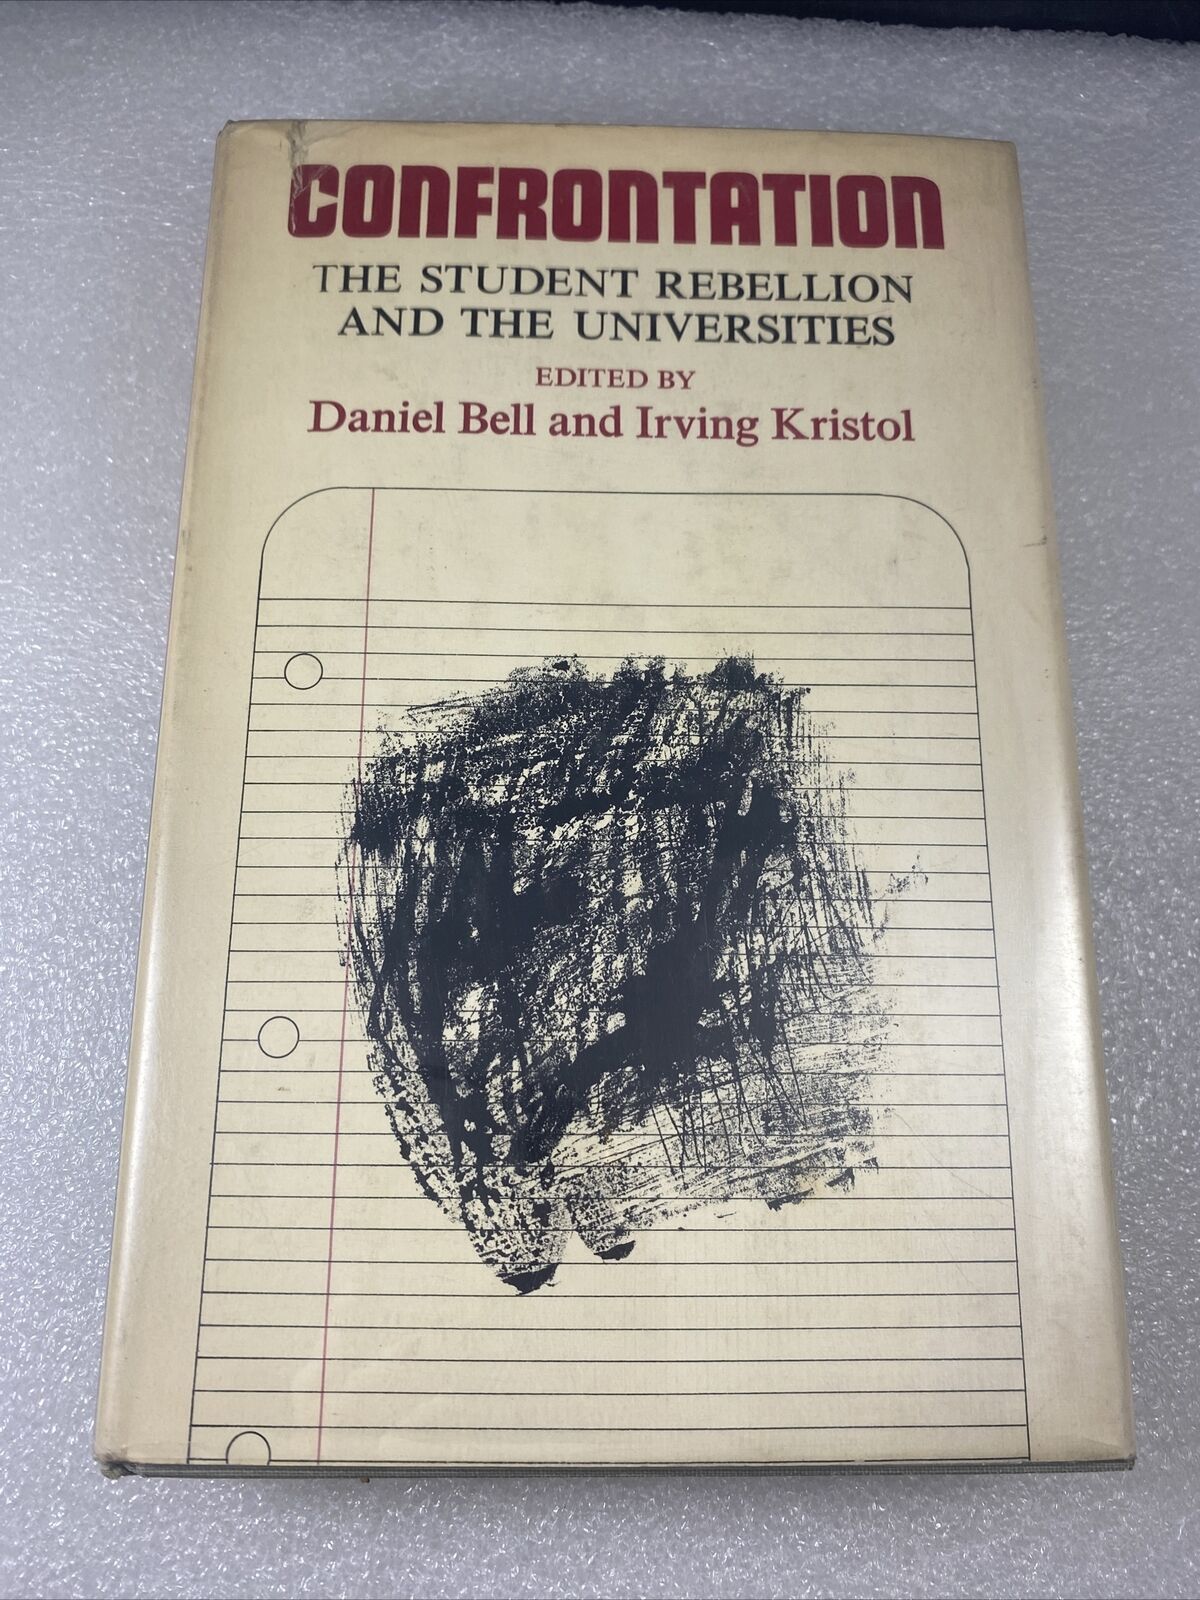 CONFRONTATION
THE STUDENT REBELLION
AND THE UNIVERSITIES
EDITED BY
Daniel Bell and Irving Kristol